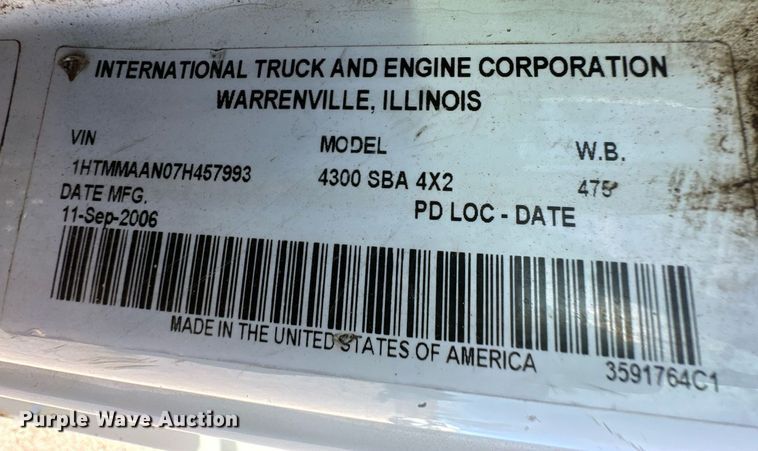 INTERNATIONAL TRUCK AND ENGINE CORPORATION
WARRENVILLE, ILLINOIS
VIN MODEL W.B.
1HTMMAAN07H457993 4300 SBA 4X2 475
DATE MFG. PD LOC - DATE
11-Sep-2006
MADE IN THE UNITED STATES OF AMERICA
3591764C1
Purple Wave Auction